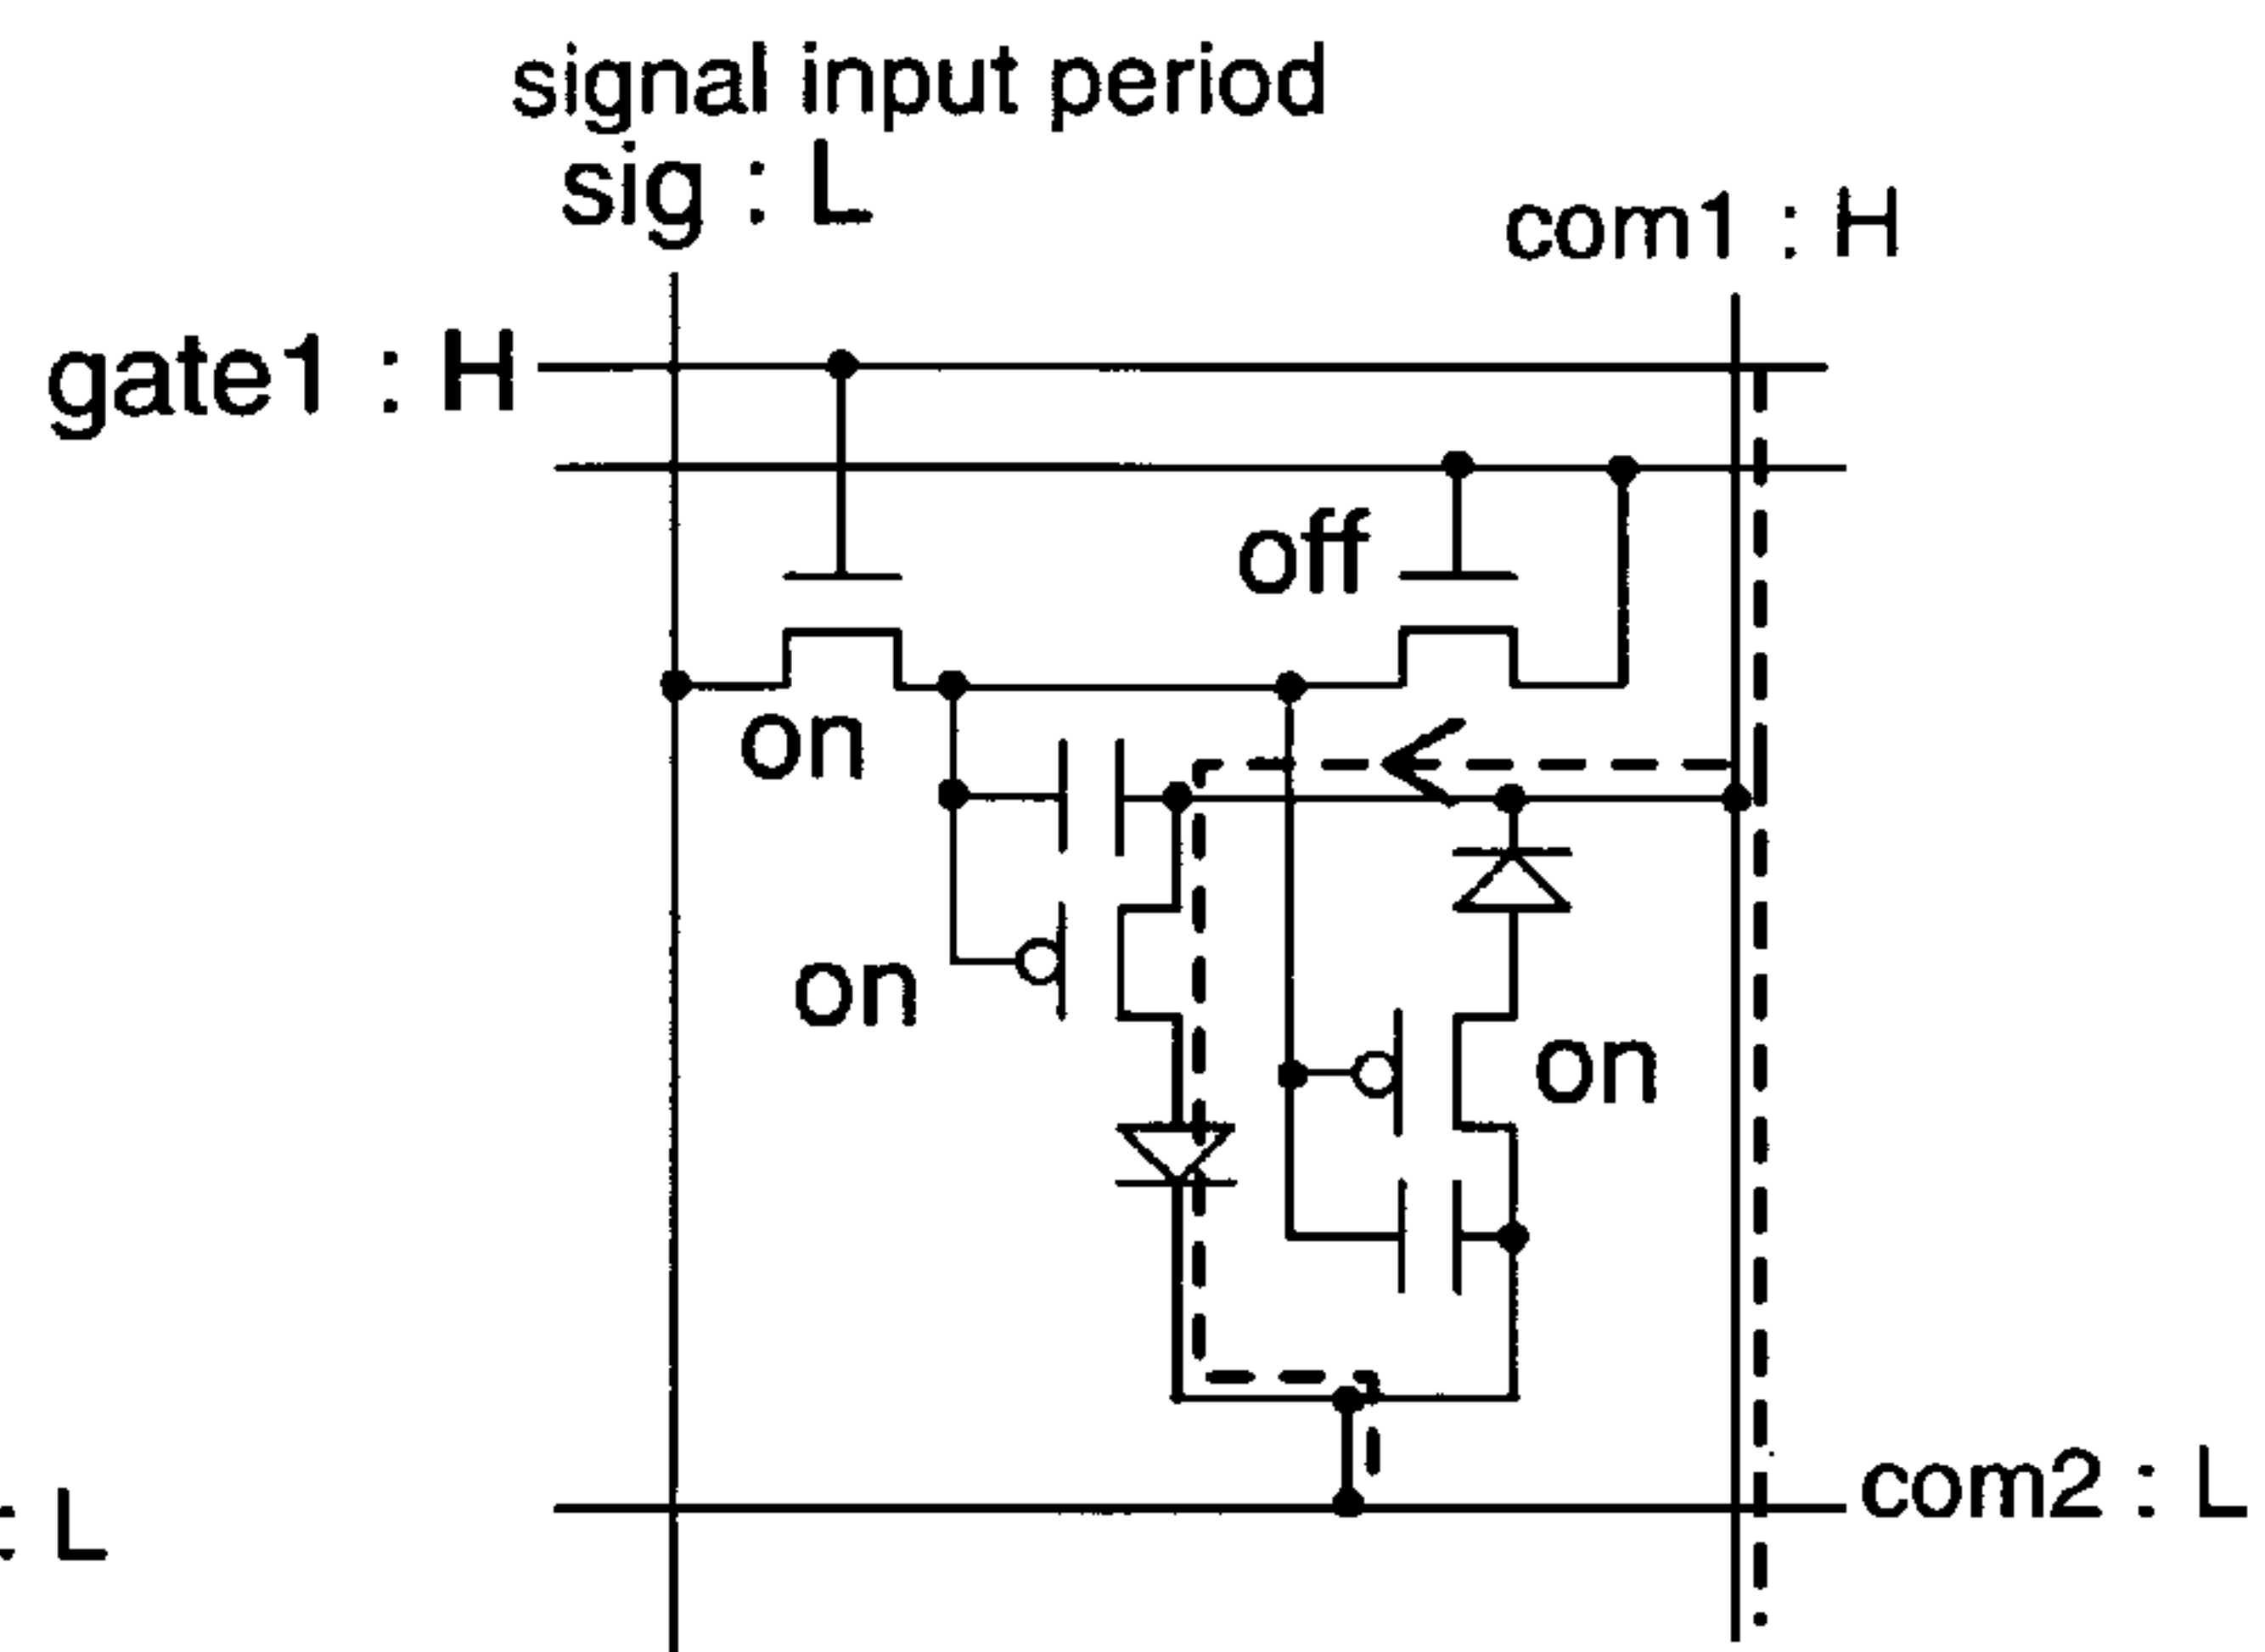 signal input period
sig : L
com1 : H
gate1 : H
off
on
on
on
com2 : L
: L